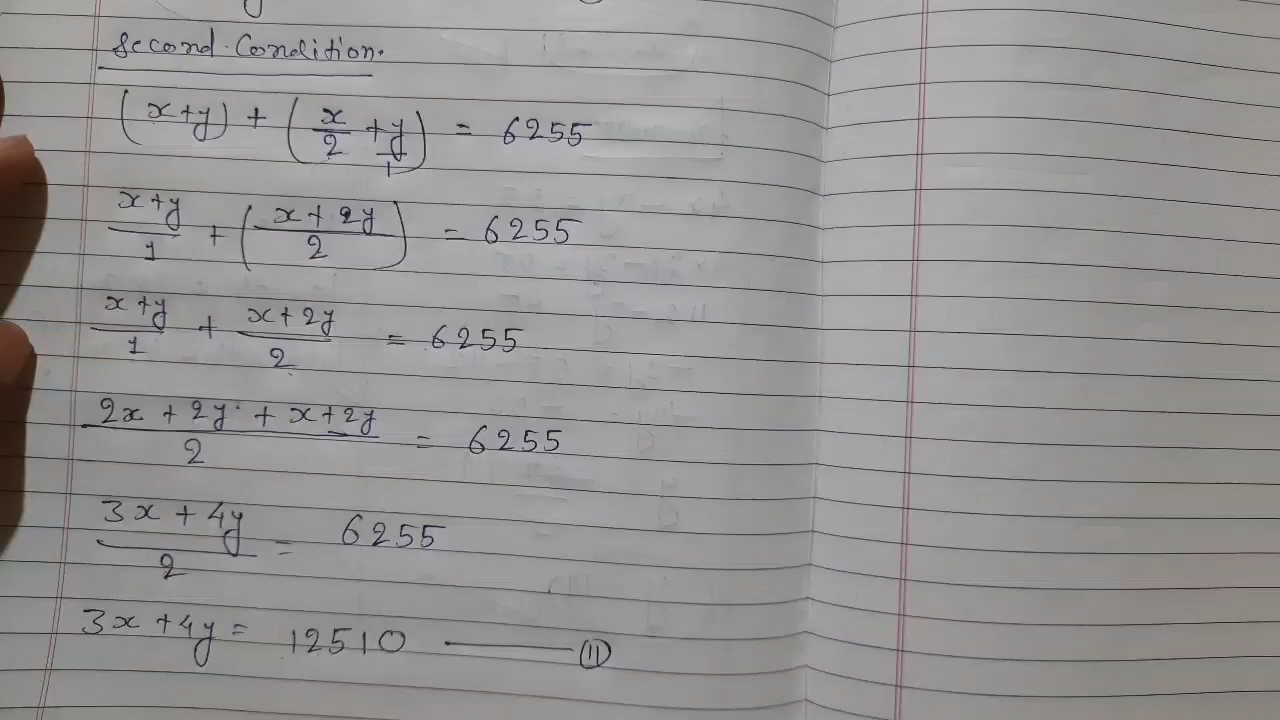 Second Condition.
(x+y) + (x/2 + y/1) = 6255
x+y/1 + (x+2y/2) = 6255
x+y/1 + x+2y/2 = 6255
2x + 2y + x+2y/2 = 6255
3x + 4y/2 = 6255
3x + 4y = 12510 —— (II)